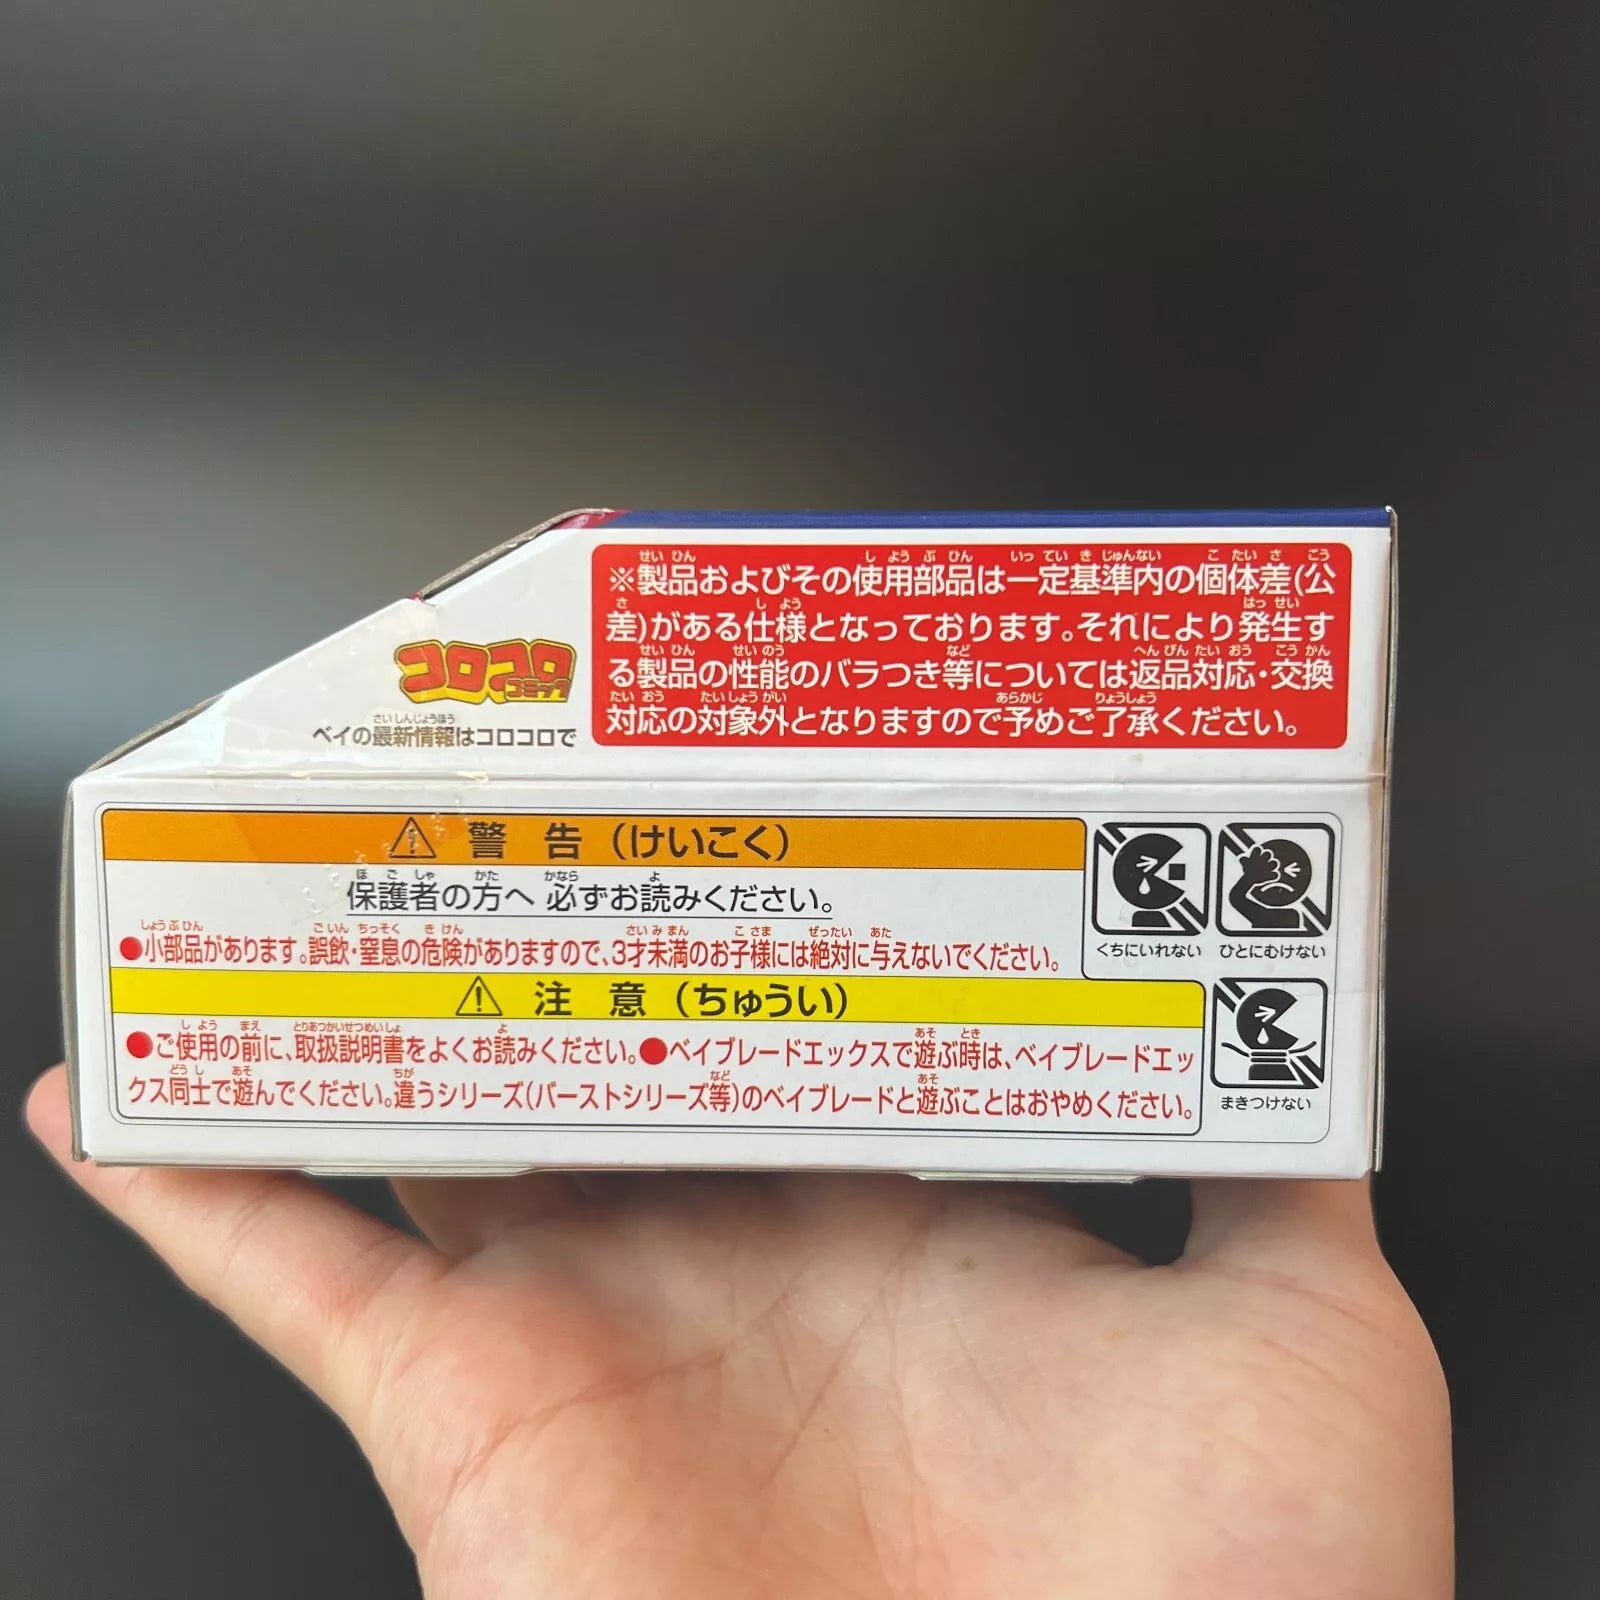 ※製品およびその使用部品は一定基準内の個体差(公
差)がある仕様となっております。それにより発生す
る製品の性能のバラつき等については返品対応・交換
対応の対象外となりますので予めご了承ください。
コロコロコミック
ベイの最新情報はコロコロで
警告(けいこく)
保護者の方へ 必ずお読みください。
●小部品があります。誤飲・窒息の危険がありますので、3才未満のお子様には絶対に与えないでください。
くちにいれない ひとにむけない
注意(ちゅうい)
●ご使用の前に、取扱説明書をよくお読みください。●ベイブレードエックスで遊ぶ時は、ベイブレードエッ
クス同士で遊んでください。違うシリーズ(バーストシリーズ等)のベイブレードと遊ぶことはおやめください。
まきつけない